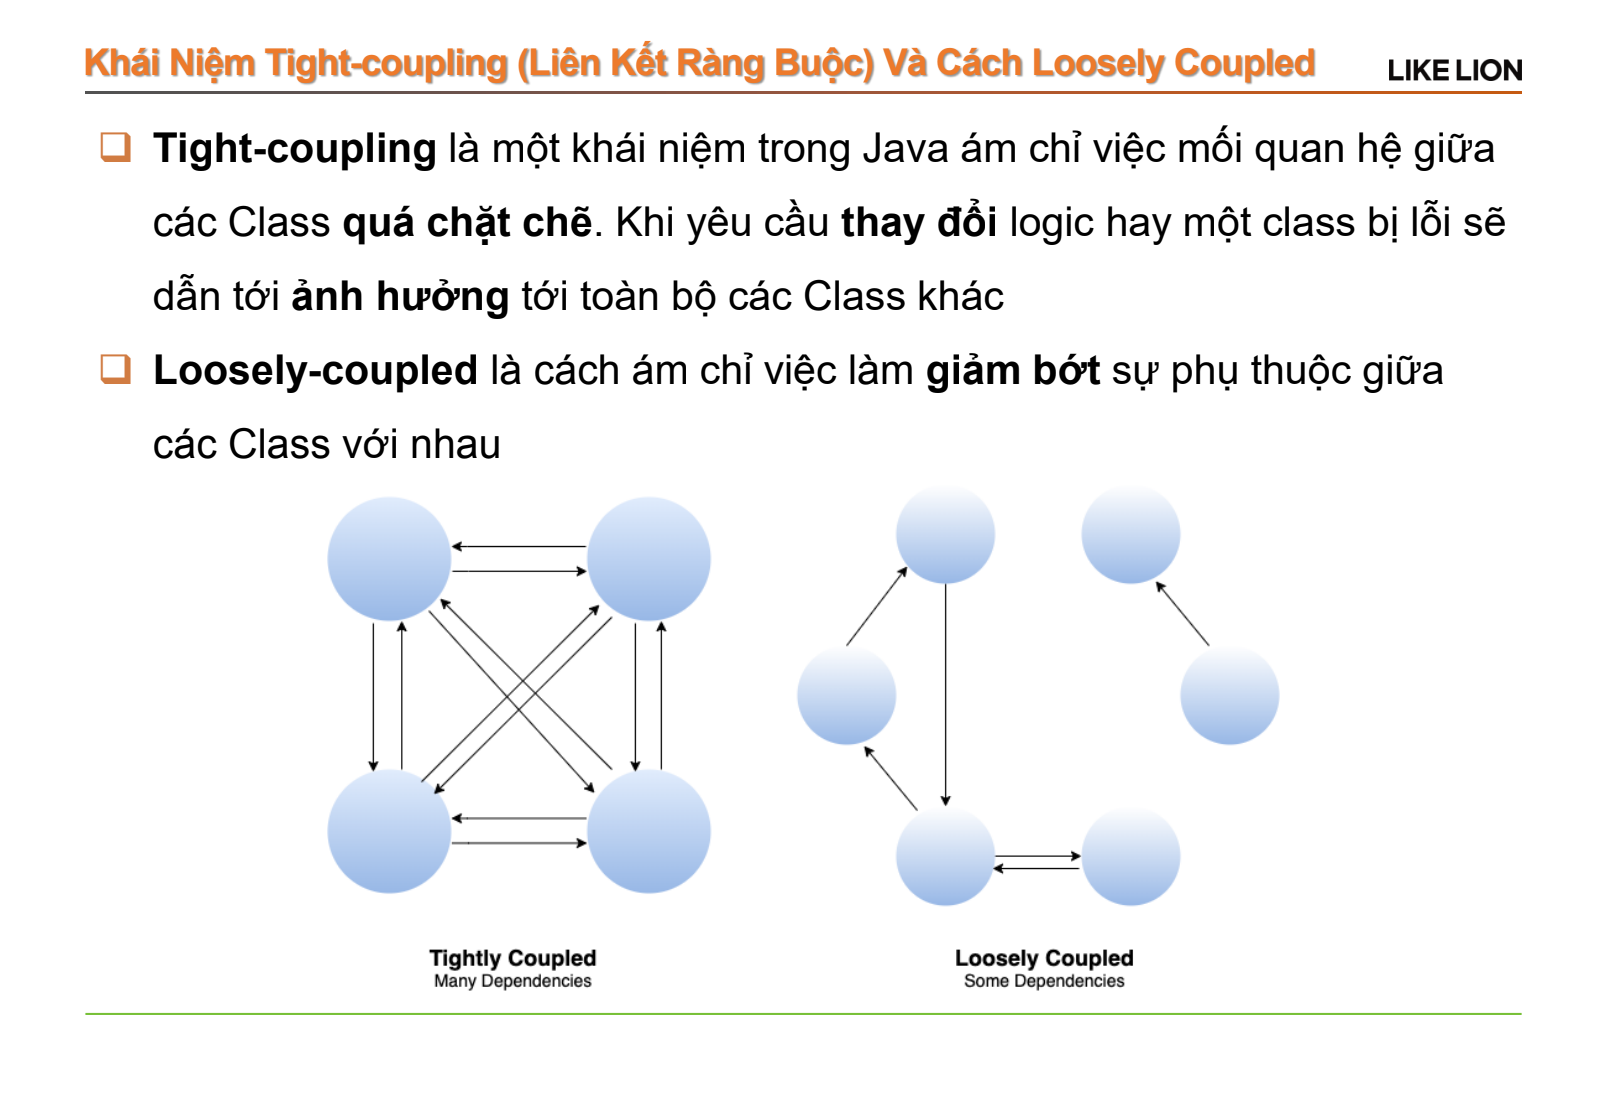 Khái Niệm Tight-coupling (Liên Kết Ràng Buộc) Và Cách Loosely Coupled
LIKE LION
Tight-coupling là một khái niệm trong Java ám chỉ việc mối quan hệ giữa
các Class quá chặt chẽ. Khi yêu cầu thay đổi logic hay một class bị lỗi sẽ
dẫn tới ảnh hưởng tới toàn bộ các Class khác
Loosely-coupled là cách ám chỉ việc làm giảm bớt sự phụ thuộc giữa
các Class với nhau
Tightly Coupled
Many Dependencies
Loosely Coupled
Some Dependencies